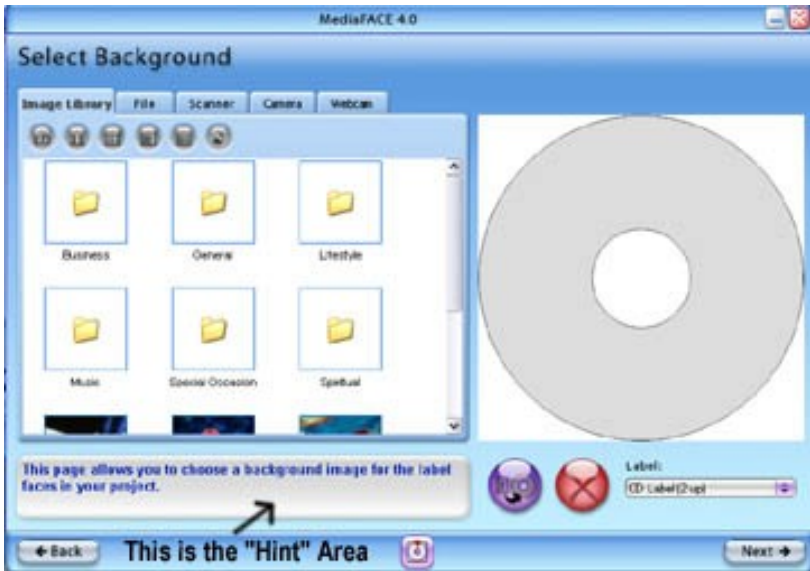 MediaFACE 4.0
Select Background
Image Library File Scanner Camera Webcam
Business General Lifestyle
Music Special Occasion Spiritual
This page allows you to choose a background image for the label
faces in your project.
Label:
CD Label(2 up)
Back This is the "Hint" Area Next